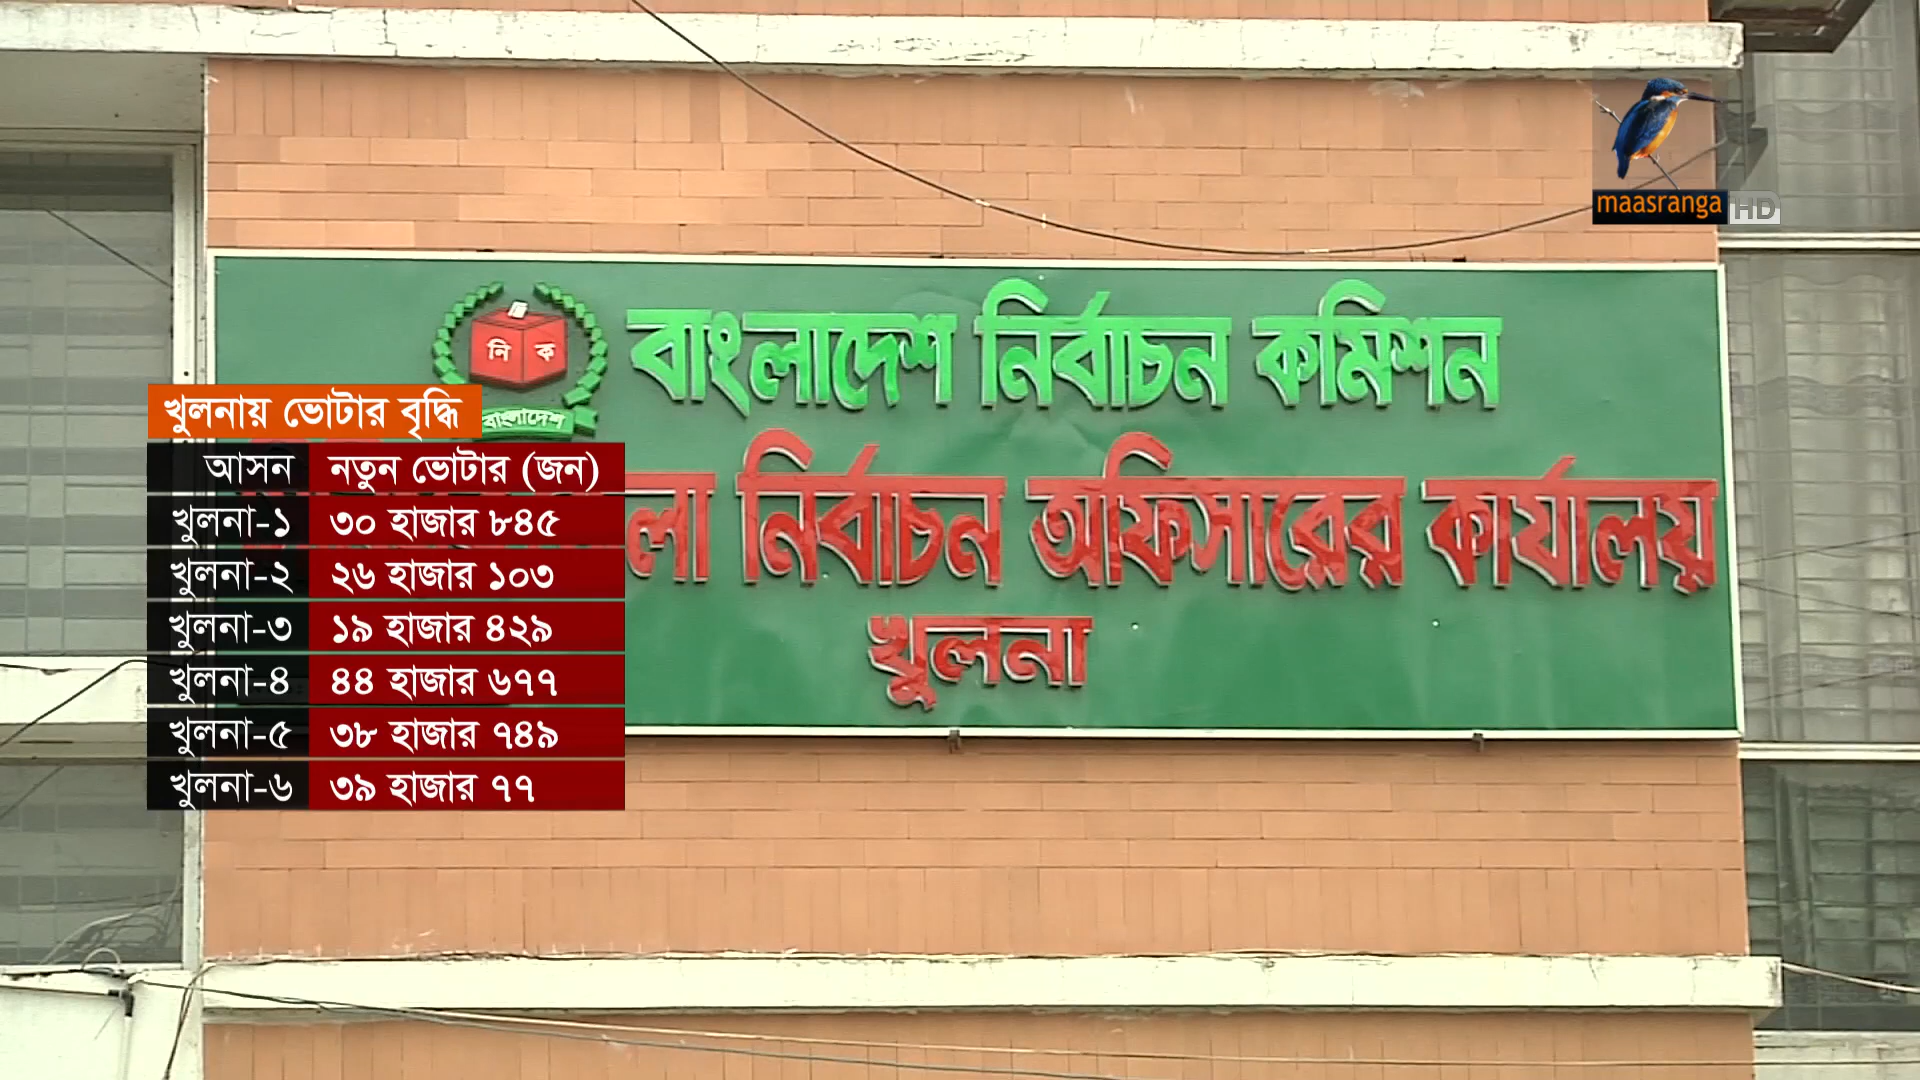 maasranga HD
বাংলাদেশ নির্বাচন কমিশন
নি ক
বাংলাদেশ
নির্বাচন অফিসারের কার্যালয়
খুলনা
খুলনায় ভোটার বৃদ্ধি
আসন নতুন ভোটার (জন)
খুলনা-১ ৩০ হাজার ৮৪৫
খুলনা-২ ২৬ হাজার ১০৩
খুলনা-৩ ১৯ হাজার ৪২৯
খুলনা-৪ ৪৪ হাজার ৬৭৭
খুলনা-৫ ৩৮ হাজার ৭৪৯
খুলনা-৬ ৩৯ হাজার ৭৭